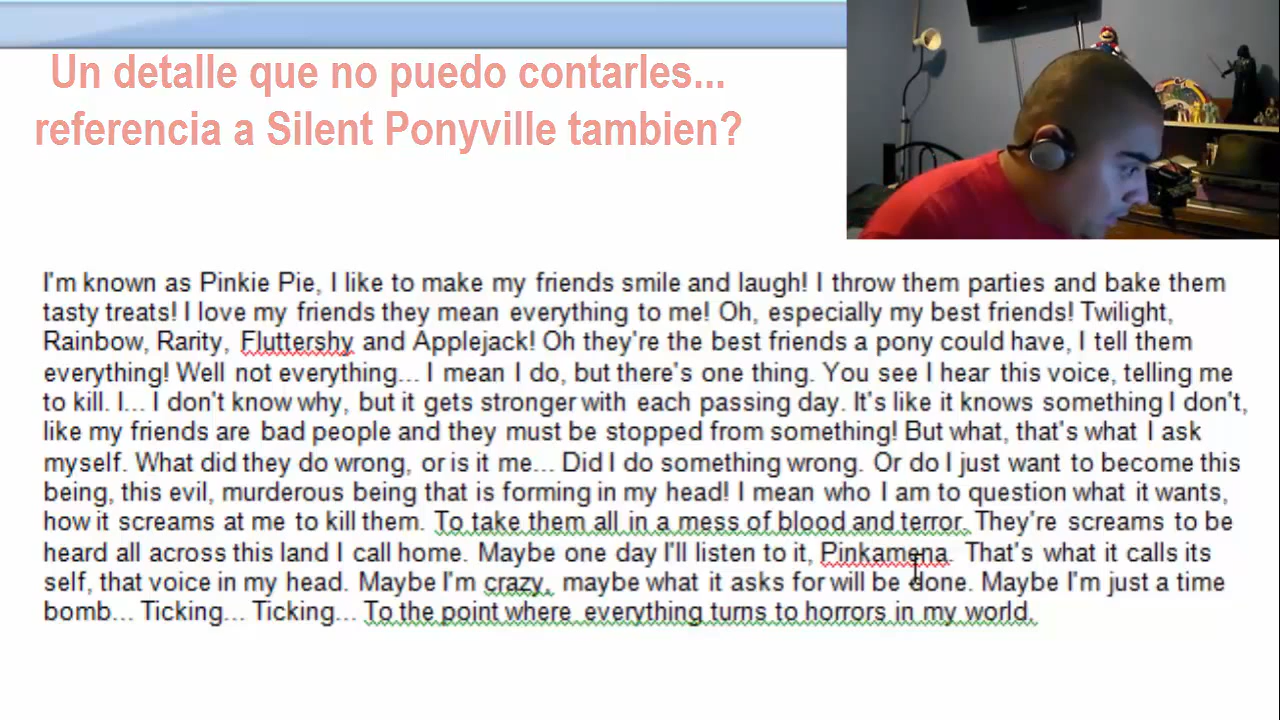 Un detalle que no puedo contarles...
referencia a Silent Ponyville tambien?
I'm known as Pinkie Pie, I like to make my friends smile and laugh! I throw them parties and bake them
tasty treats! I love my friends they mean everything to me! Oh, especially my best friends! Twilight,
Rainbow, Rarity, Fluttershy and Applejack! Oh they're the best friends a pony could have, I tell them
everything! Well not everything... I mean I do, but there's one thing. You see I hear this voice, telling me
to kill. I... I don't know why, but it gets stronger with each passing day. It's like it knows something I don't,
like my friends are bad people and they must be stopped from something! But what, that's what I ask
myself. What did they do wrong, or is it me... Did I do something wrong. Or do I just want to become this
being, this evil, murderous being that is forming in my head! I mean who I am to question what it wants,
how it screams at me to kill them. To take them all in a mess of blood and terror. They're screams to be
heard all across this land I call home. Maybe one day I'll listen to it, Pinkamena. That's what it calls its
self, that voice in my head. Maybe I'm crazy, maybe what it asks for will be done. Maybe I'm just a time
bomb... Ticking... Ticking... To the point where everything turns to horrors in my world.